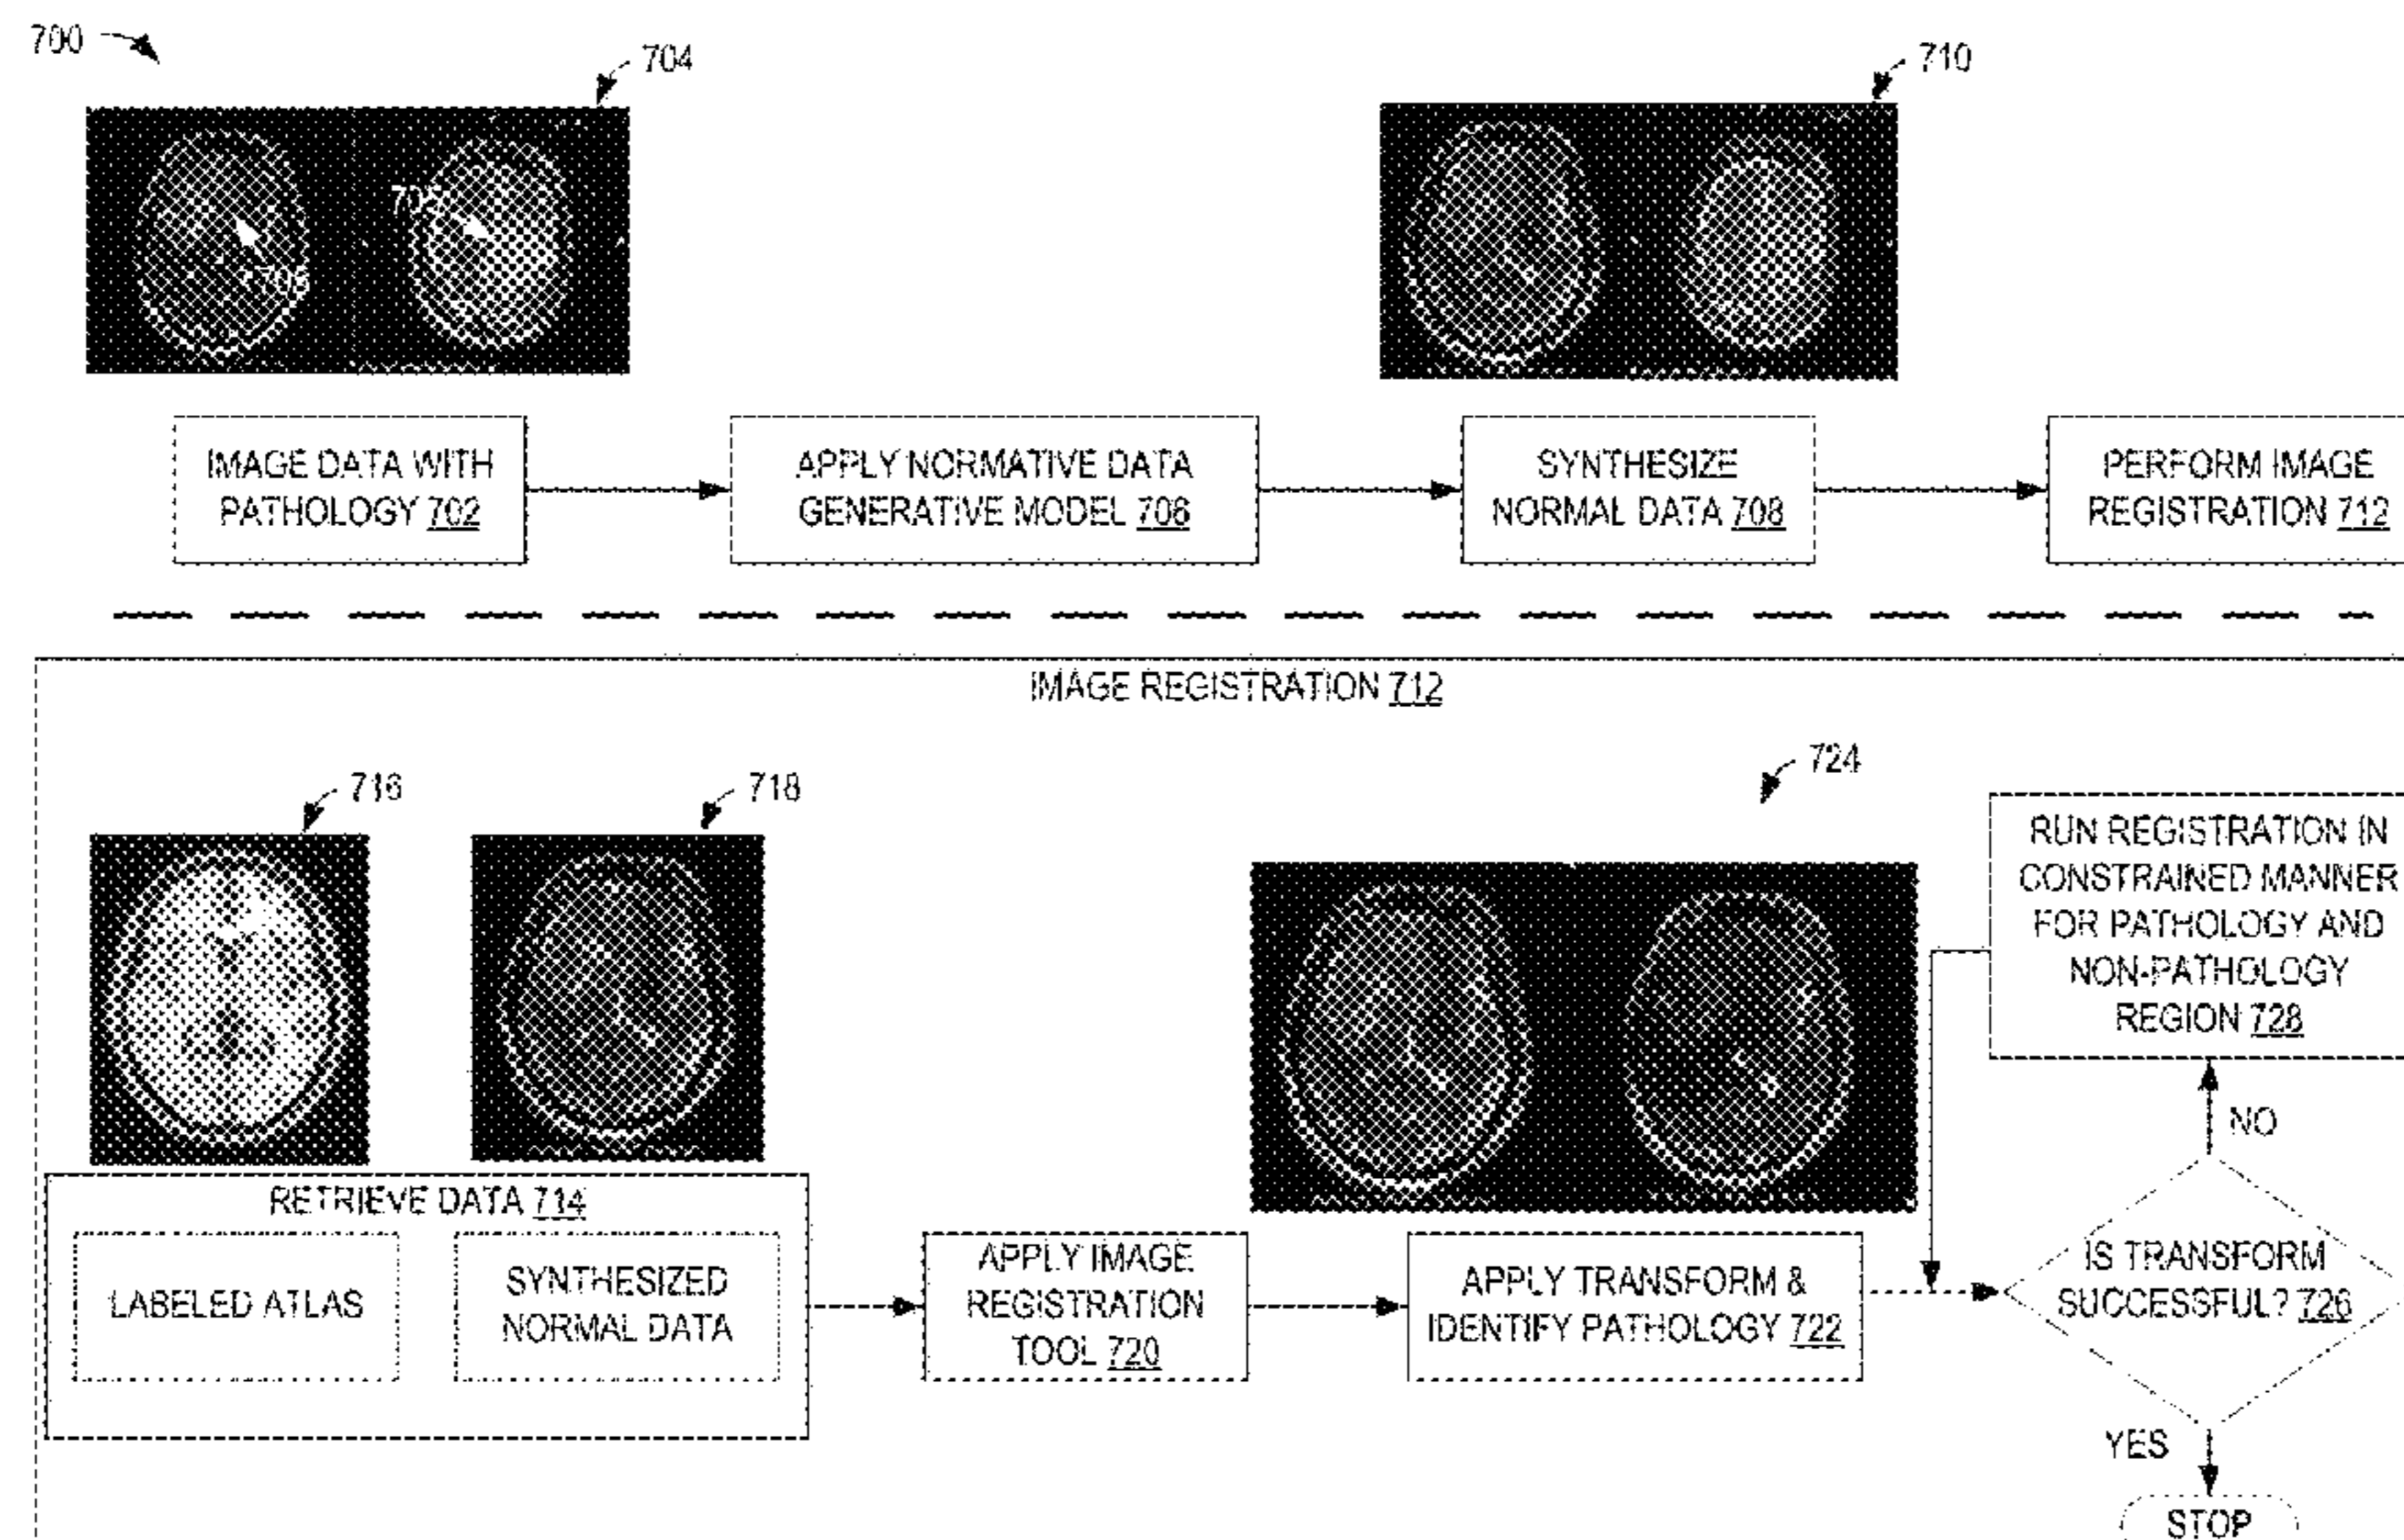 700
704
710
705
705
IMAGE DATA WITH
PATHOLOGY 702
APPLY NORMATIVE DATA
GENERATIVE MODEL 706
SYNTHESIZE
NORMAL DATA 708
PERFORM IMAGE
REGISTRATION 712
IMAGE REGISTRATION 712
716
718
724
RUN REGISTRATION IN
CONSTRAINED MANNER
FOR PATHOLOGY AND
NON-PATHOLOGY
REGION 728
NO
RETRIEVE DATA 714
LABELED ATLAS
SYNTHESIZED
NORMAL DATA
APPLY IMAGE
REGISTRATION
TOOL 720
APPLY TRANSFORM &
IDENTIFY PATHOLOGY 722
IS TRANSFORM
SUCCESSFUL? 726
YES
STOP